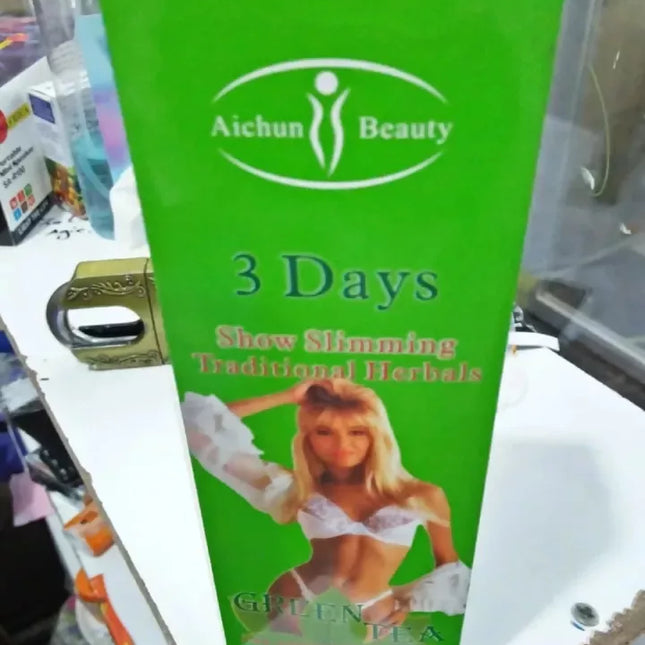 Aichun Beauty
3 Days
Show Slimming
Traditional Herbals
GREEN
TEA